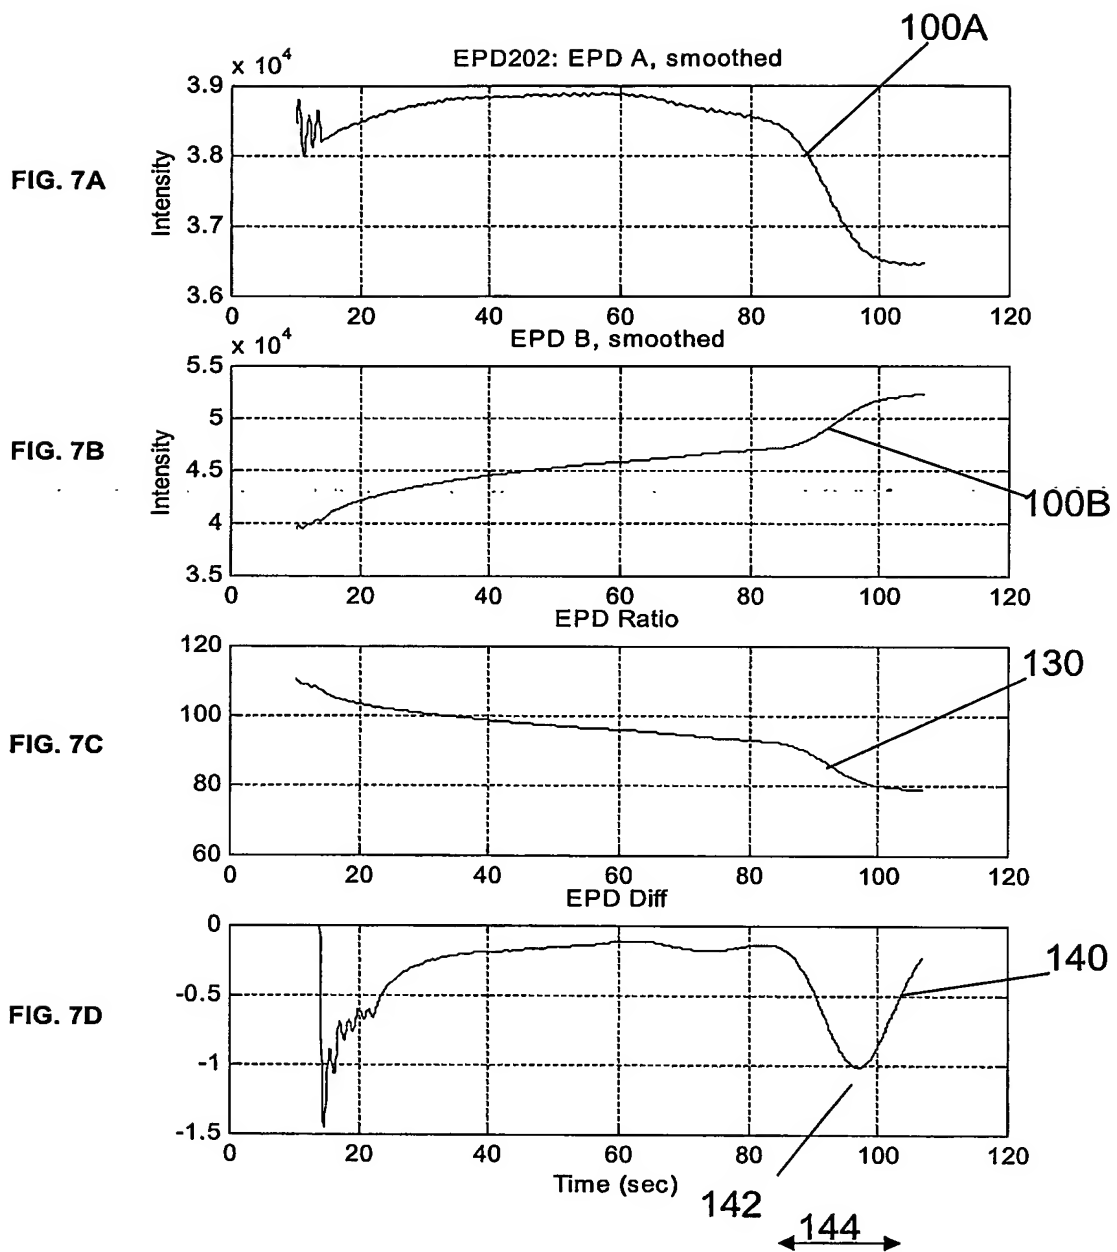 100A
x 10⁴
EPD202: EPD A, smoothed
3.9
3.8
3.7
3.6
FIG. 7A
Intensity
0 20 40 60 80 100 120
x 10⁴
EPD B, smoothed
5.5
5
4.5
4
3.5
FIG. 7B
Intensity
100B
0 20 40 60 80 100 120
EPD Ratio
120
100
80
60
130
FIG. 7C
0 20 40 60 80 100 120
EPD Diff
0
-0.5
-1
-1.5
140
FIG. 7D
0 20 40 60 80 100 120
Time (sec)
142
144